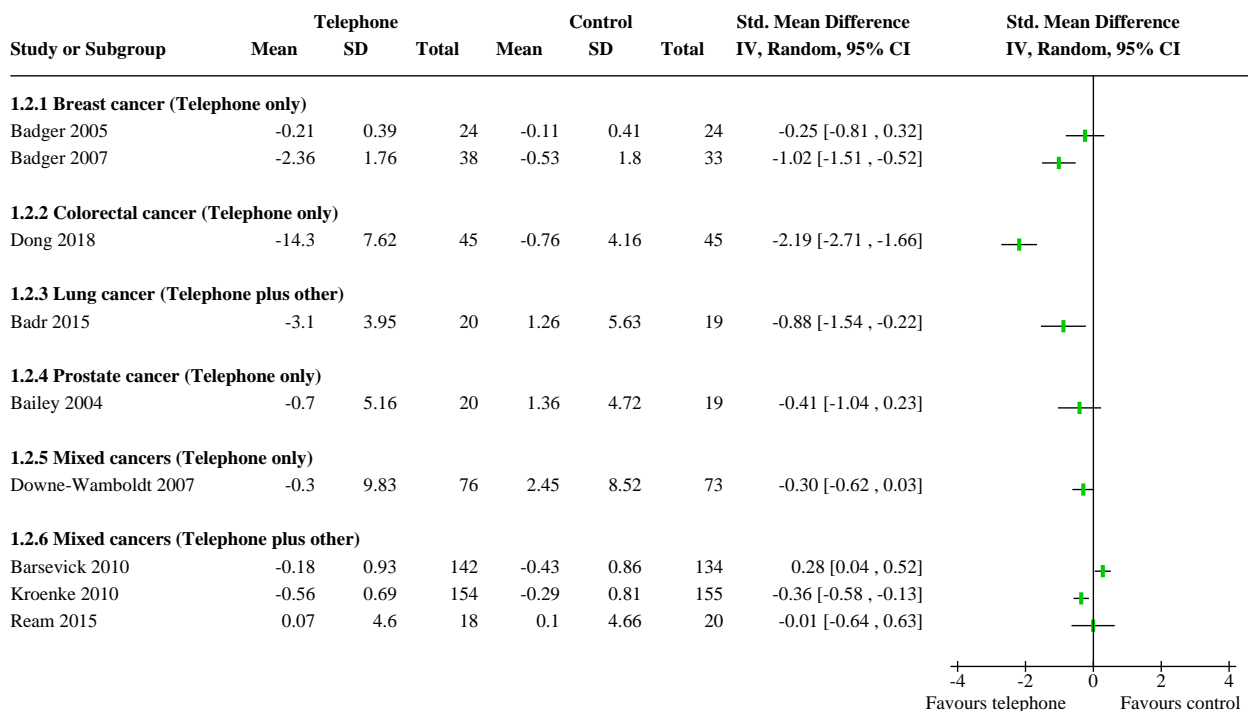 Telephone Control Std. Mean Difference Std. Mean Difference
Study or Subgroup Mean SD Total Mean SD Total IV, Random, 95% CI IV, Random, 95% CI
1.2.1 Breast cancer (Telephone only)
Badger 2005 -0.21 0.39 24 -0.11 0.41 24 -0.25 [-0.81 , 0.32]
Badger 2007 -2.36 1.76 38 -0.53 1.8 33 -1.02 [-1.51 , -0.52]
1.2.2 Colorectal cancer (Telephone only)
Dong 2018 -14.3 7.62 45 -0.76 4.16 45 -2.19 [-2.71 , -1.66]
1.2.3 Lung cancer (Telephone plus other)
Badr 2015 -3.1 3.95 20 1.26 5.63 19 -0.88 [-1.54 , -0.22]
1.2.4 Prostate cancer (Telephone only)
Bailey 2004 -0.7 5.16 20 1.36 4.72 19 -0.41 [-1.04 , 0.23]
1.2.5 Mixed cancers (Telephone only)
Downe-Wamboldt 2007 -0.3 9.83 76 2.45 8.52 73 -0.30 [-0.62 , 0.03]
1.2.6 Mixed cancers (Telephone plus other)
Barsevick 2010 -0.18 0.93 142 -0.43 0.86 134 0.28 [0.04 , 0.52]
Kroenke 2010 -0.56 0.69 154 -0.29 0.81 155 -0.36 [-0.58 , -0.13]
Ream 2015 0.07 4.6 18 0.1 4.66 20 -0.01 [-0.64 , 0.63]
-4 -2 0 2 4
Favours telephone Favours control